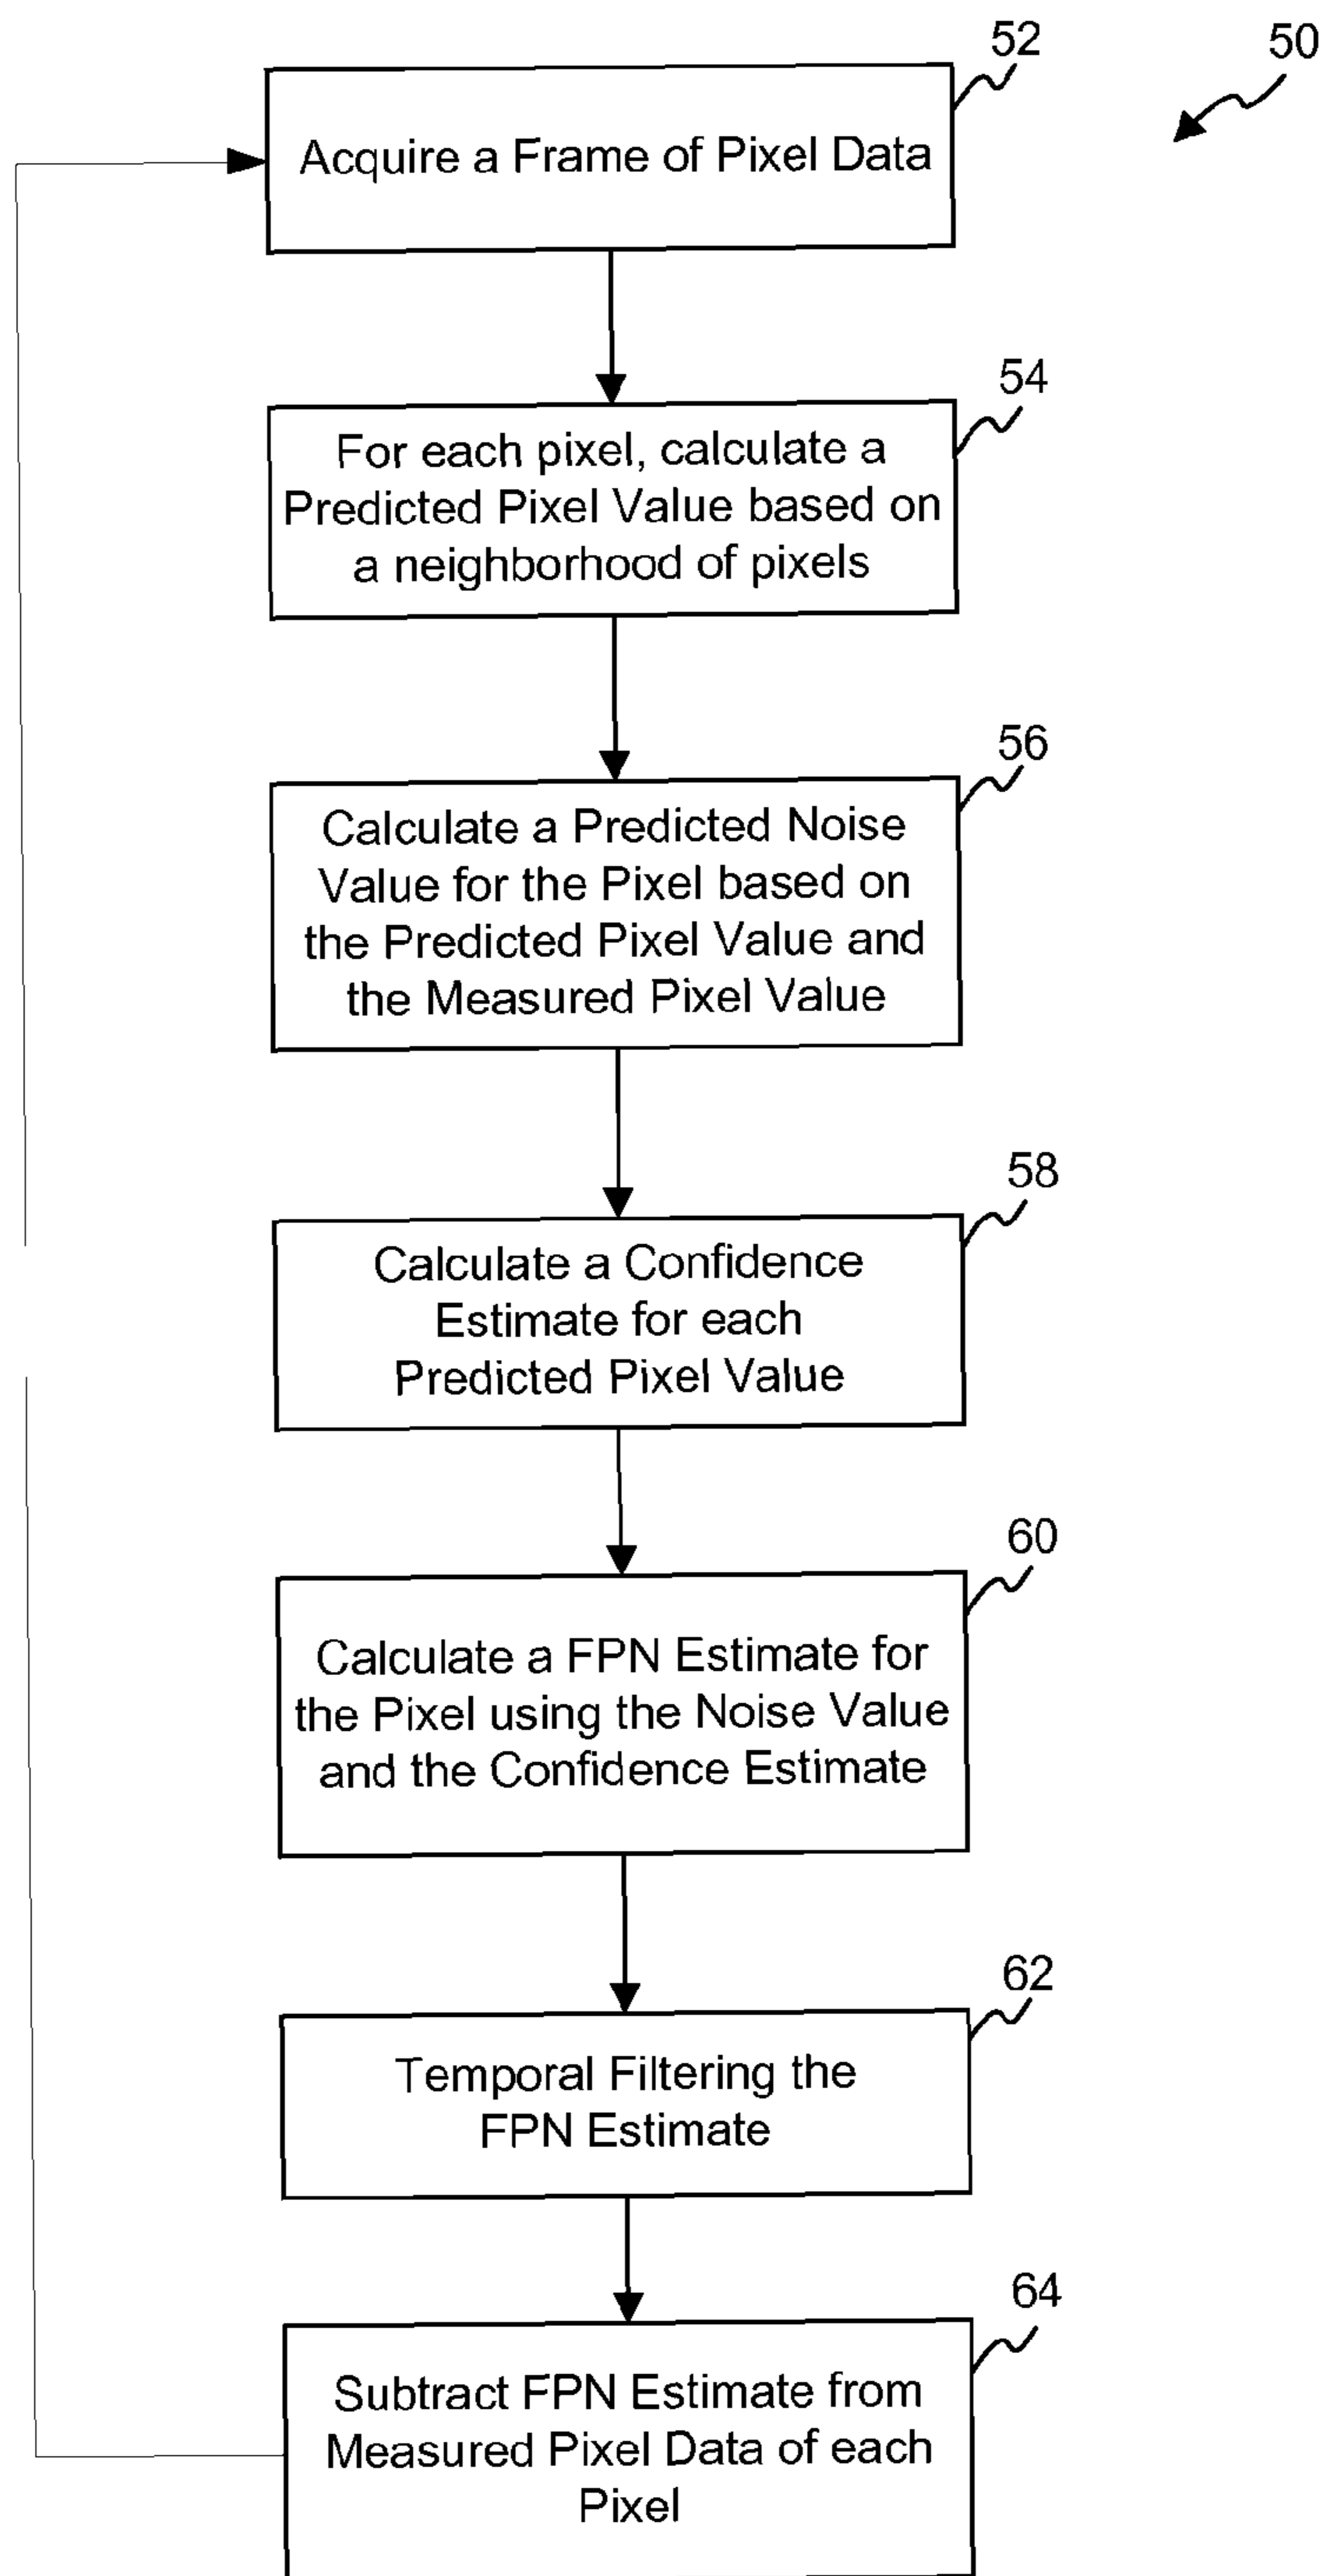 52
50
Acquire a Frame of Pixel Data
54
For each pixel, calculate a
Predicted Pixel Value based on
a neighborhood of pixels
56
Calculate a Predicted Noise
Value for the Pixel based on
the Predicted Pixel Value and
the Measured Pixel Value
58
Calculate a Confidence
Estimate for each
Predicted Pixel Value
60
Calculate a FPN Estimate for
the Pixel using the Noise Value
and the Confidence Estimate
62
Temporal Filtering the
FPN Estimate
64
Subtract FPN Estimate from
Measured Pixel Data of each
Pixel